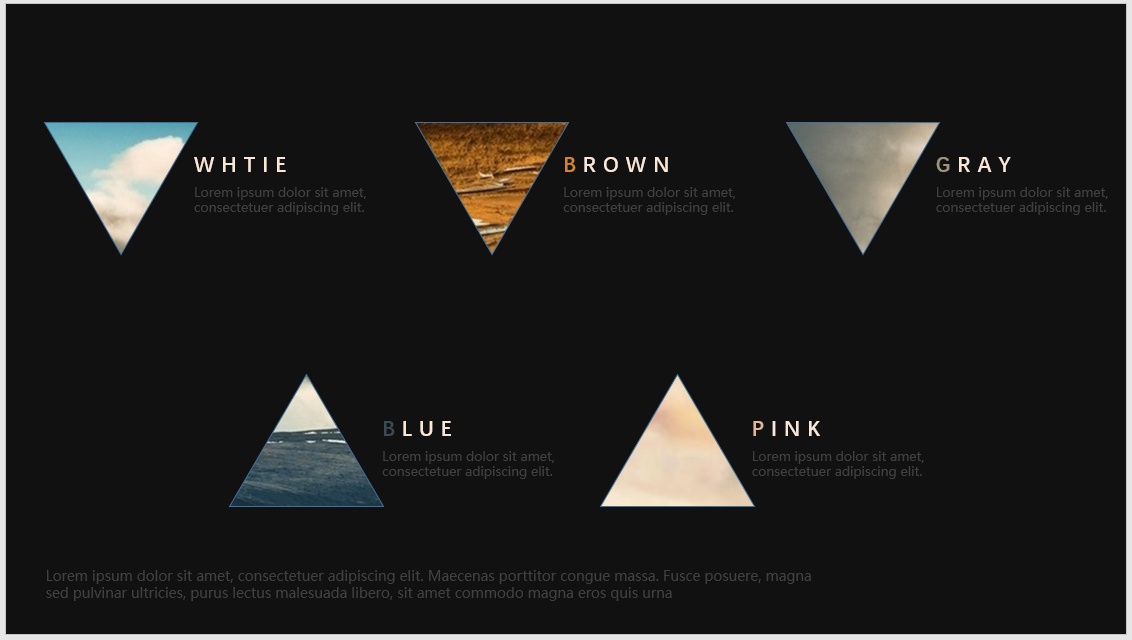 WHTIE
Lorem ipsum dolor sit amet,
consectetuer adipiscing elit.
BROWN
Lorem ipsum dolor sit amet,
consectetuer adipiscing elit.
GRAY
Lorem ipsum dolor sit amet,
consectetuer adipiscing elit.
BLUE
Lorem ipsum dolor sit amet,
consectetuer adipiscing elit.
PINK
Lorem ipsum dolor sit amet,
consectetuer adipiscing elit.
Lorem ipsum dolor sit amet, consectetuer adipiscing elit. Maecenas porttitor congue massa. Fusce posuere, magna
sed pulvinar ultricies, purus lectus malesuada libero, sit amet commodo magna eros quis urna